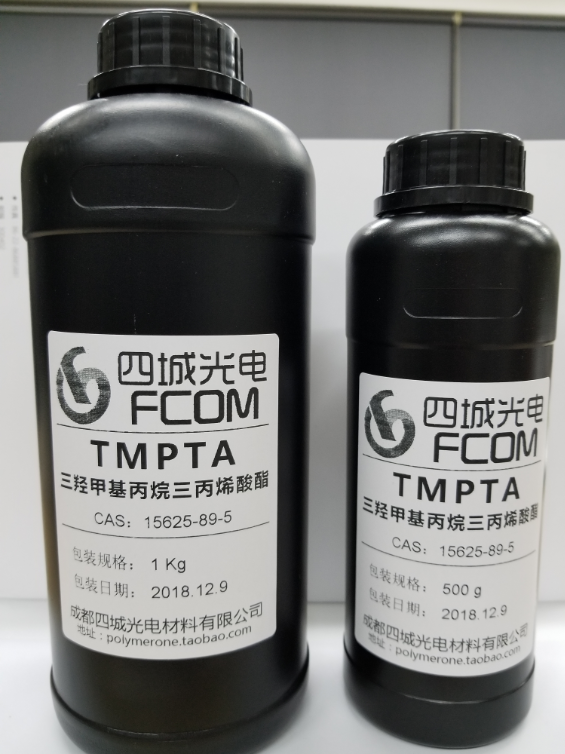 四城光电
FCOM
TMPTA
三羟甲基丙烷三丙烯酸酯
CAS: 15625-89-5
包装规格: 1 Kg
包装日期: 2018.12.9
成都四城光电材料有限公司
地址: polymerone.taobao.com
四城光电
FCOM
TMPTA
三羟甲基丙烷三丙烯酸酯
CAS: 15625-89-5
包装规格: 500 g
包装日期: 2018.12.9
成都四城光电材料有限公司
地址: polymerone.taobao.com